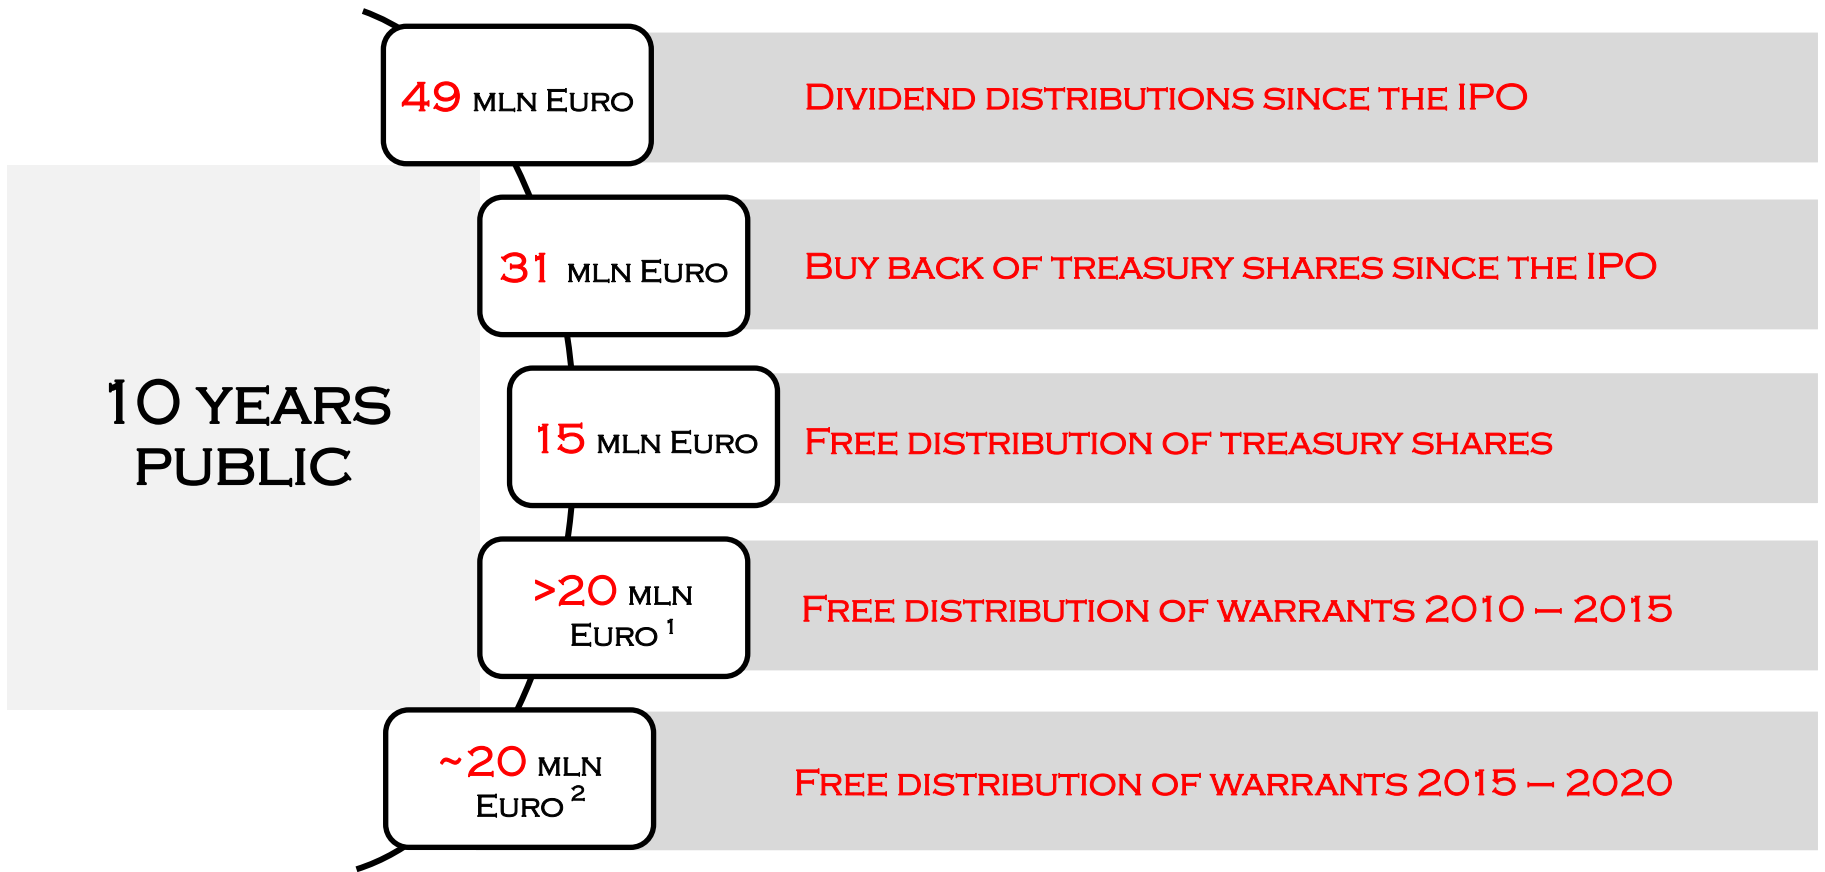 49 MLN EURO
DIVIDEND DISTRIBUTIONS SINCE THE IPO
31 MLN EURO
BUY BACK OF TREASURY SHARES SINCE THE IPO
10 YEARS
PUBLIC
15 MLN EURO
FREE DISTRIBUTION OF TREASURY SHARES
>20 MLN
EURO 1
FREE DISTRIBUTION OF WARRANTS 2010 – 2015
~20 MLN
EURO 2
FREE DISTRIBUTION OF WARRANTS 2015 – 2020